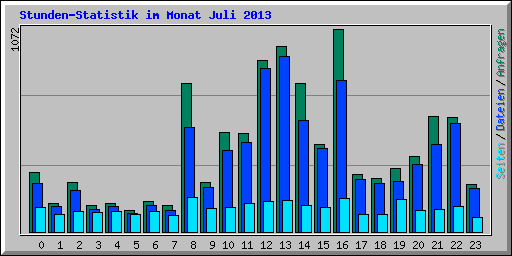 Stunden-Statistik im Monat Juli 2013
1072
Seiten / Dateien / Anfragen
0 1 2 3 4 5 6 7 8 9 10 11 12 13 14 15 16 17 18 19 20 21 22 23